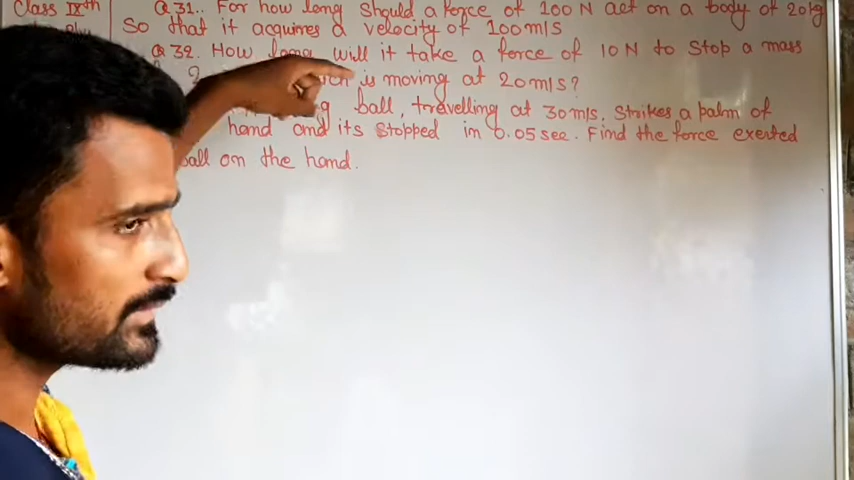 Class IXth
Q31.. For how long should a force of 100 N act on a body of 20kg
so that it acquires a velocity of 100m/s
Q32. How long will it take a force of 10 N to stop a mass
which is moving at 20m/s?
ball, travelling at 30m/s. strikes a palm of
hand and its stopped in 0.05sec. Find the force exerted
ball on the hand.